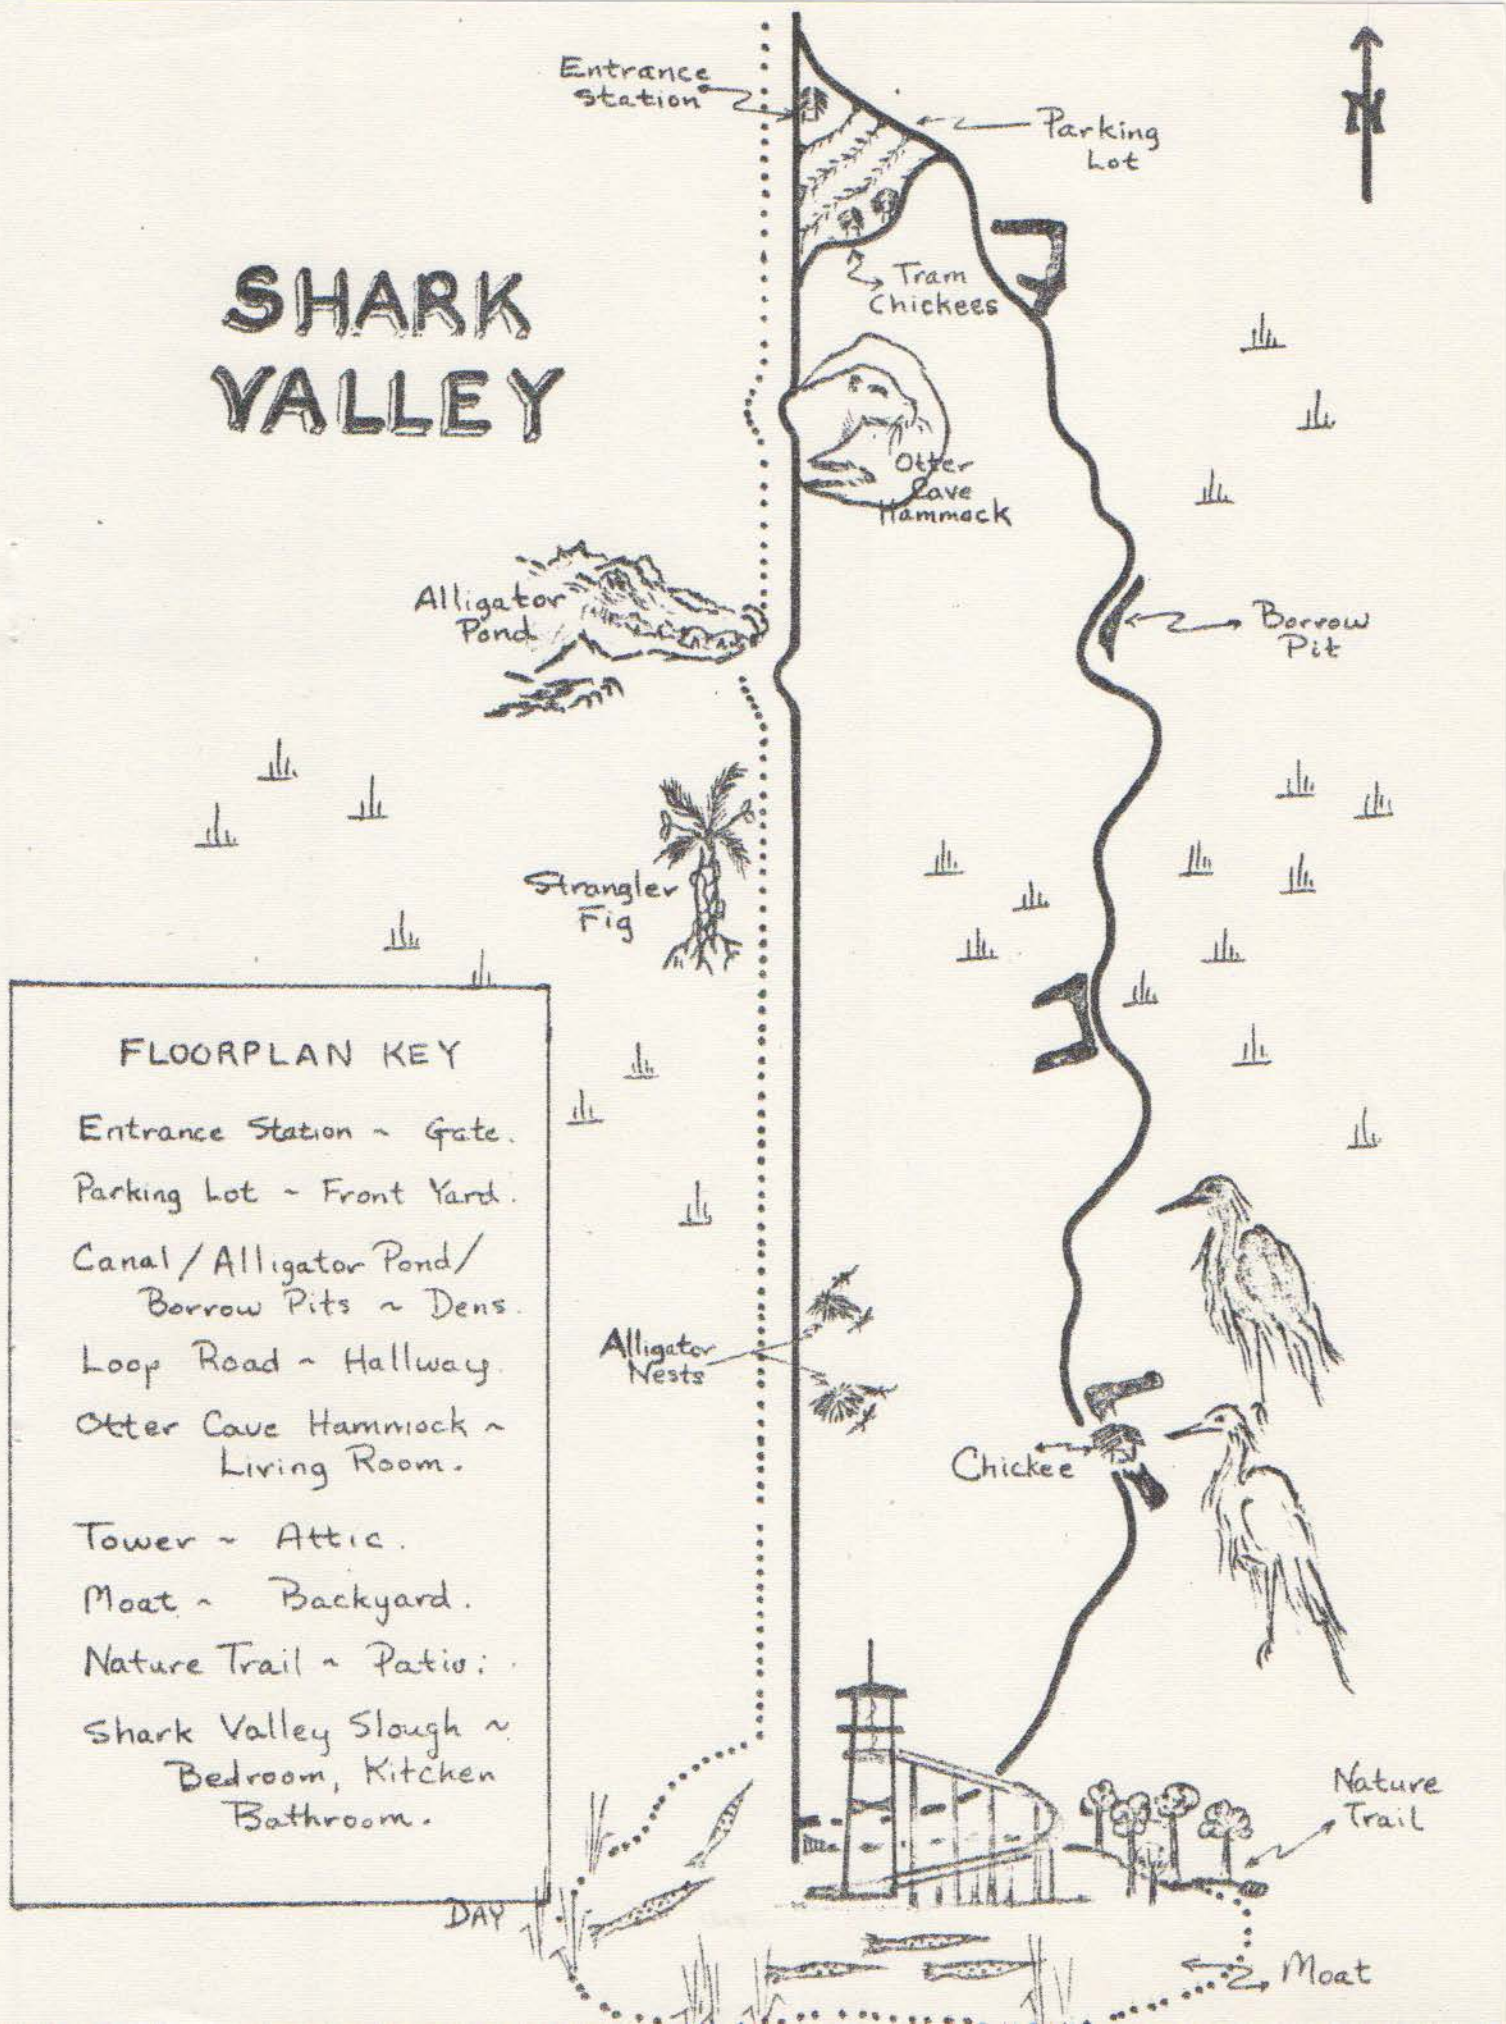 Entrance
Station
Parking
Lot
N
SHARK
VALLEY
Tram
Chickees
Otter
Cave
Hammock
Alligator
Pond
Borrow
Pit
Strangler
Fig
FLOORPLAN KEY
Entrance Station ~ Gate.
Parking Lot ~ Front Yard.
Canal / Alligator Pond /
Borrow Pits ~ Dens.
Loop Road ~ Hallway.
Otter Cave Hammock ~
Living Room.
Tower ~ Attic.
Moat ~ Backyard.
Nature Trail ~ Patio.
Shark Valley Slough ~
Bedroom, Kitchen
Bathroom.
Alligator
Nests
Chickee
Nature
Trail
DAY
Moat